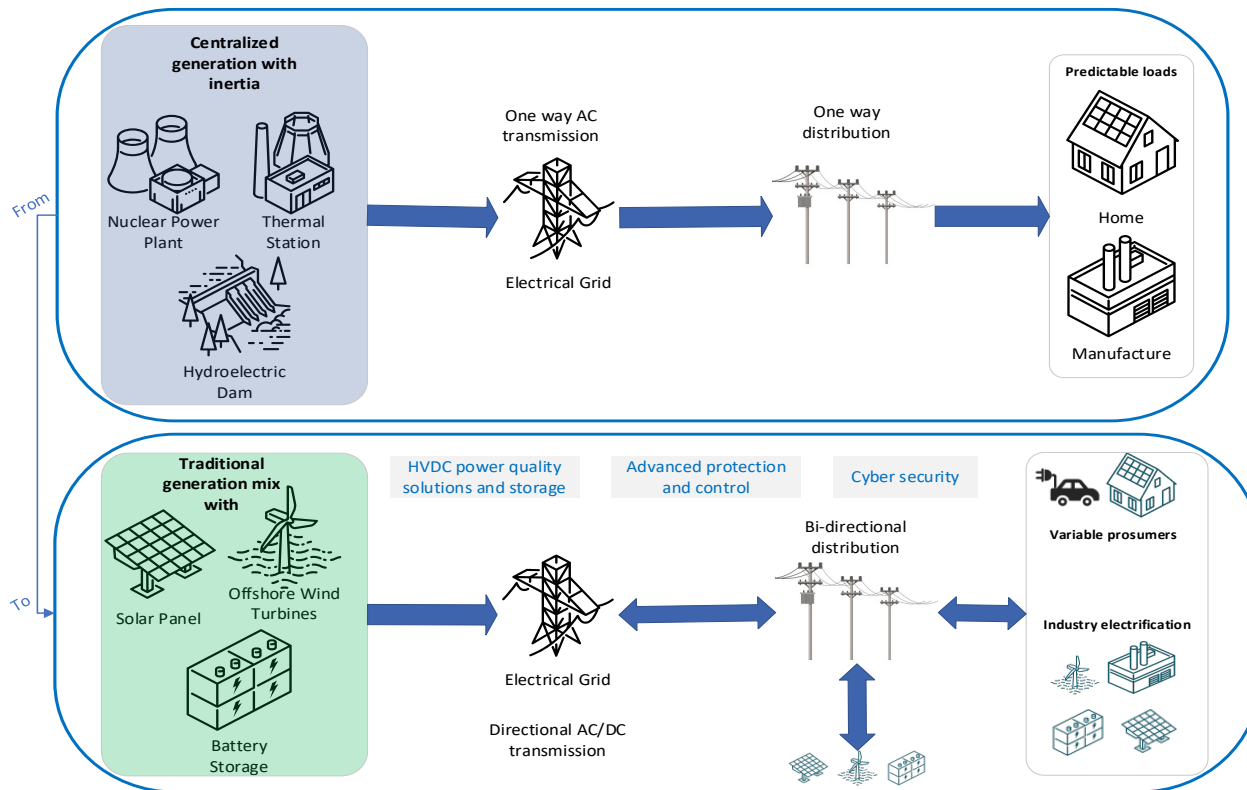 Centralized
generation with
inertia
Nuclear Power
Plant
Thermal
Station
Hydroelectric
Dam
One way AC
transmission
Electrical Grid
One way
distribution
Predictable loads
Home
Manufacture
From
To
Traditional
generation mix
with
Solar Panel
Offshore Wind
Turbines
Battery
Storage
HVDC power quality
solutions and storage
Advanced protection
and control
Cyber security
Electrical Grid
Directional AC/DC
transmission
Bi-directional
distribution
Variable prosumers
Industry electrification